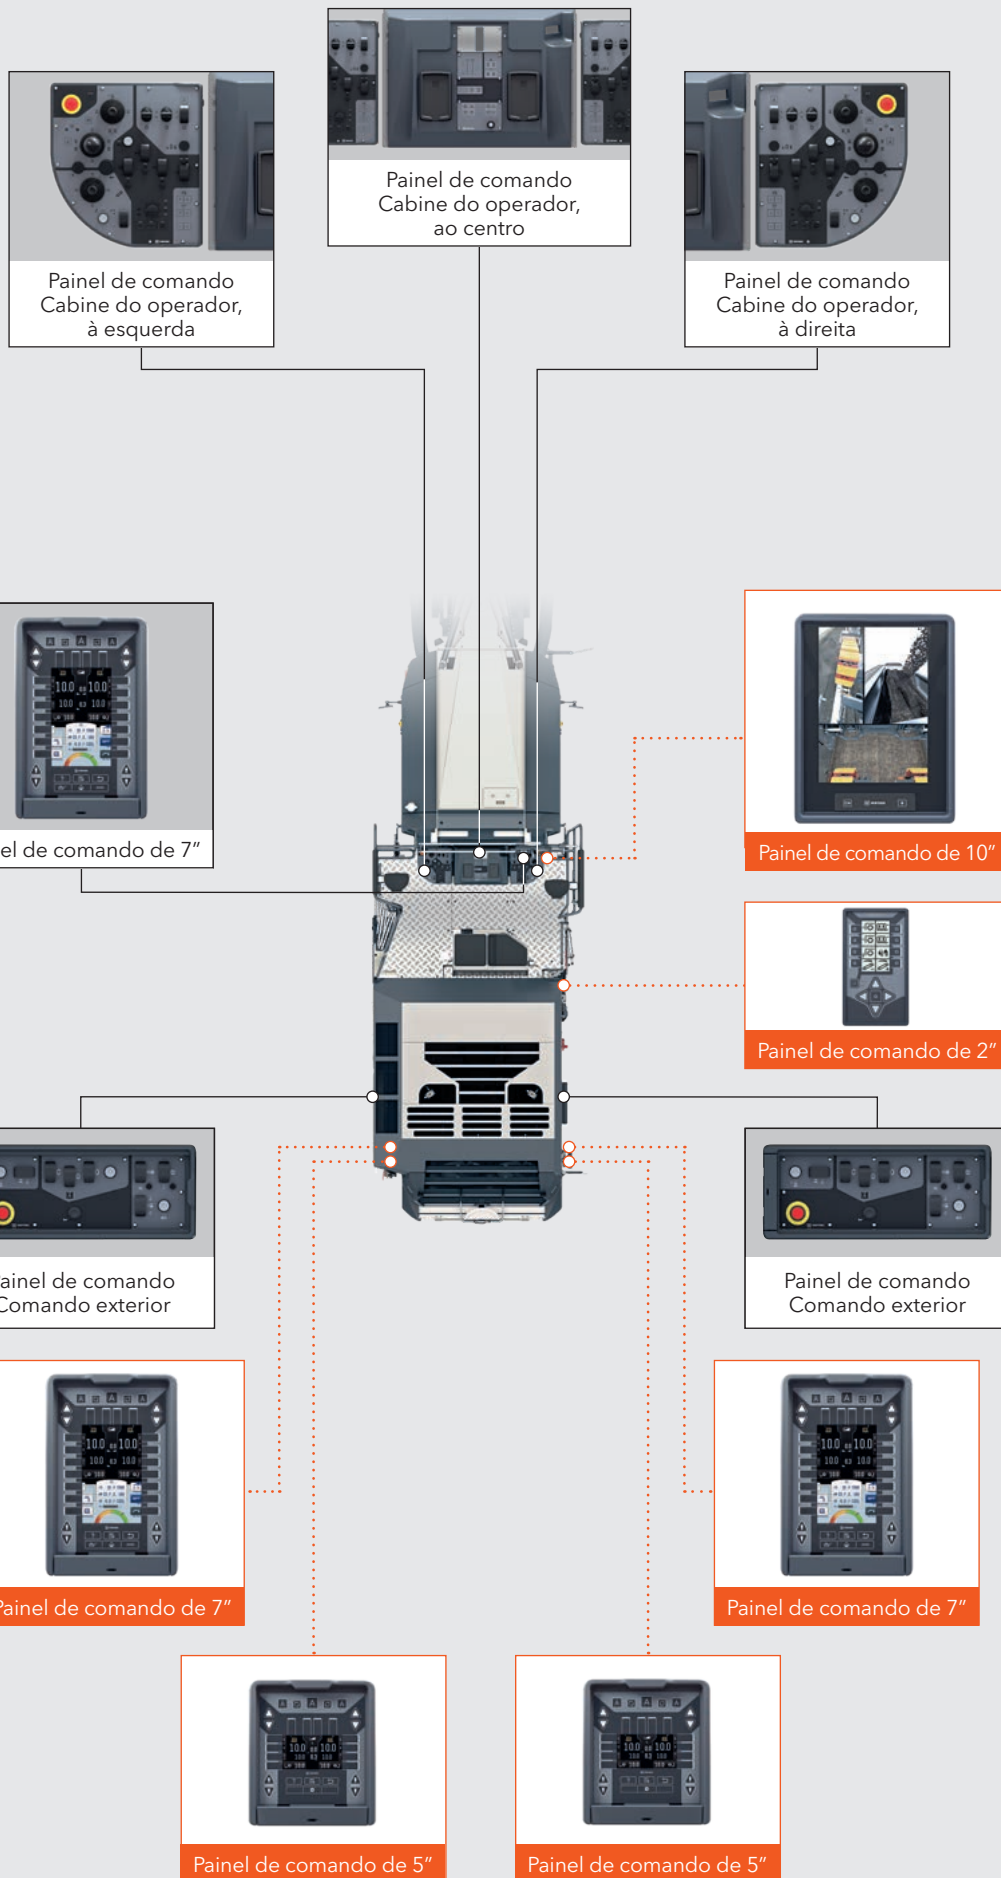 Painel de comando
Cabine do operador,
ao centro
Painel de comando
Cabine do operador,
à esquerda
Painel de comando
Cabine do operador,
à direita
de comando de 7”
Painel de comando de 10”
Painel de comando de 2”
Painel de comando
Comando exterior
Painel de comando
Comando exterior
Painel de comando de 7”
Painel de comando de 7”
Painel de comando de 5”
Painel de comando de 5”